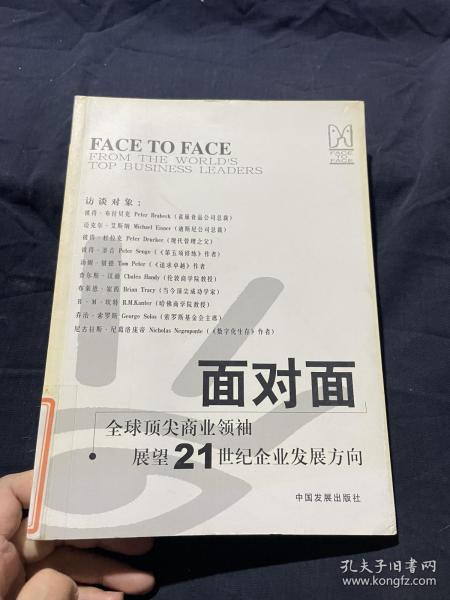 FACE TO FACE
FROM THE WORLD'S
TOP BUSINESS LEADERS
FACE
TO
FACE
访谈对象：
彼得·布拉贝克 Peter Brabeck（雀巢食品公司总裁）
迈克尔·艾斯纳 Michael Eisner（迪斯尼公司总裁）
彼得·杜拉克 Peter Drucker（现代管理之父）
彼得·圣吉 Peter Senge（《第五项修炼》作者）
汤姆·彼德 Tom Peter（《追求卓越》作者
查尔斯·汉迪 Chales Handy（伦敦商学院教授）
布莱恩·崔西 Brian Tracy（当今顶尖成功学家）
R·M·坎特 R.M.Kanter（哈佛商学院教授）
乔治·索罗斯 George Solos（索罗斯基金会主席）
尼古拉斯·尼葛洛庞帝 Nicholas Negroponte（《数字化生存》作者）
面对面
全球顶尖商业领袖
展望21世纪企业发展方向
中国发展出版社
孔夫子旧书网
www.kongfz.com